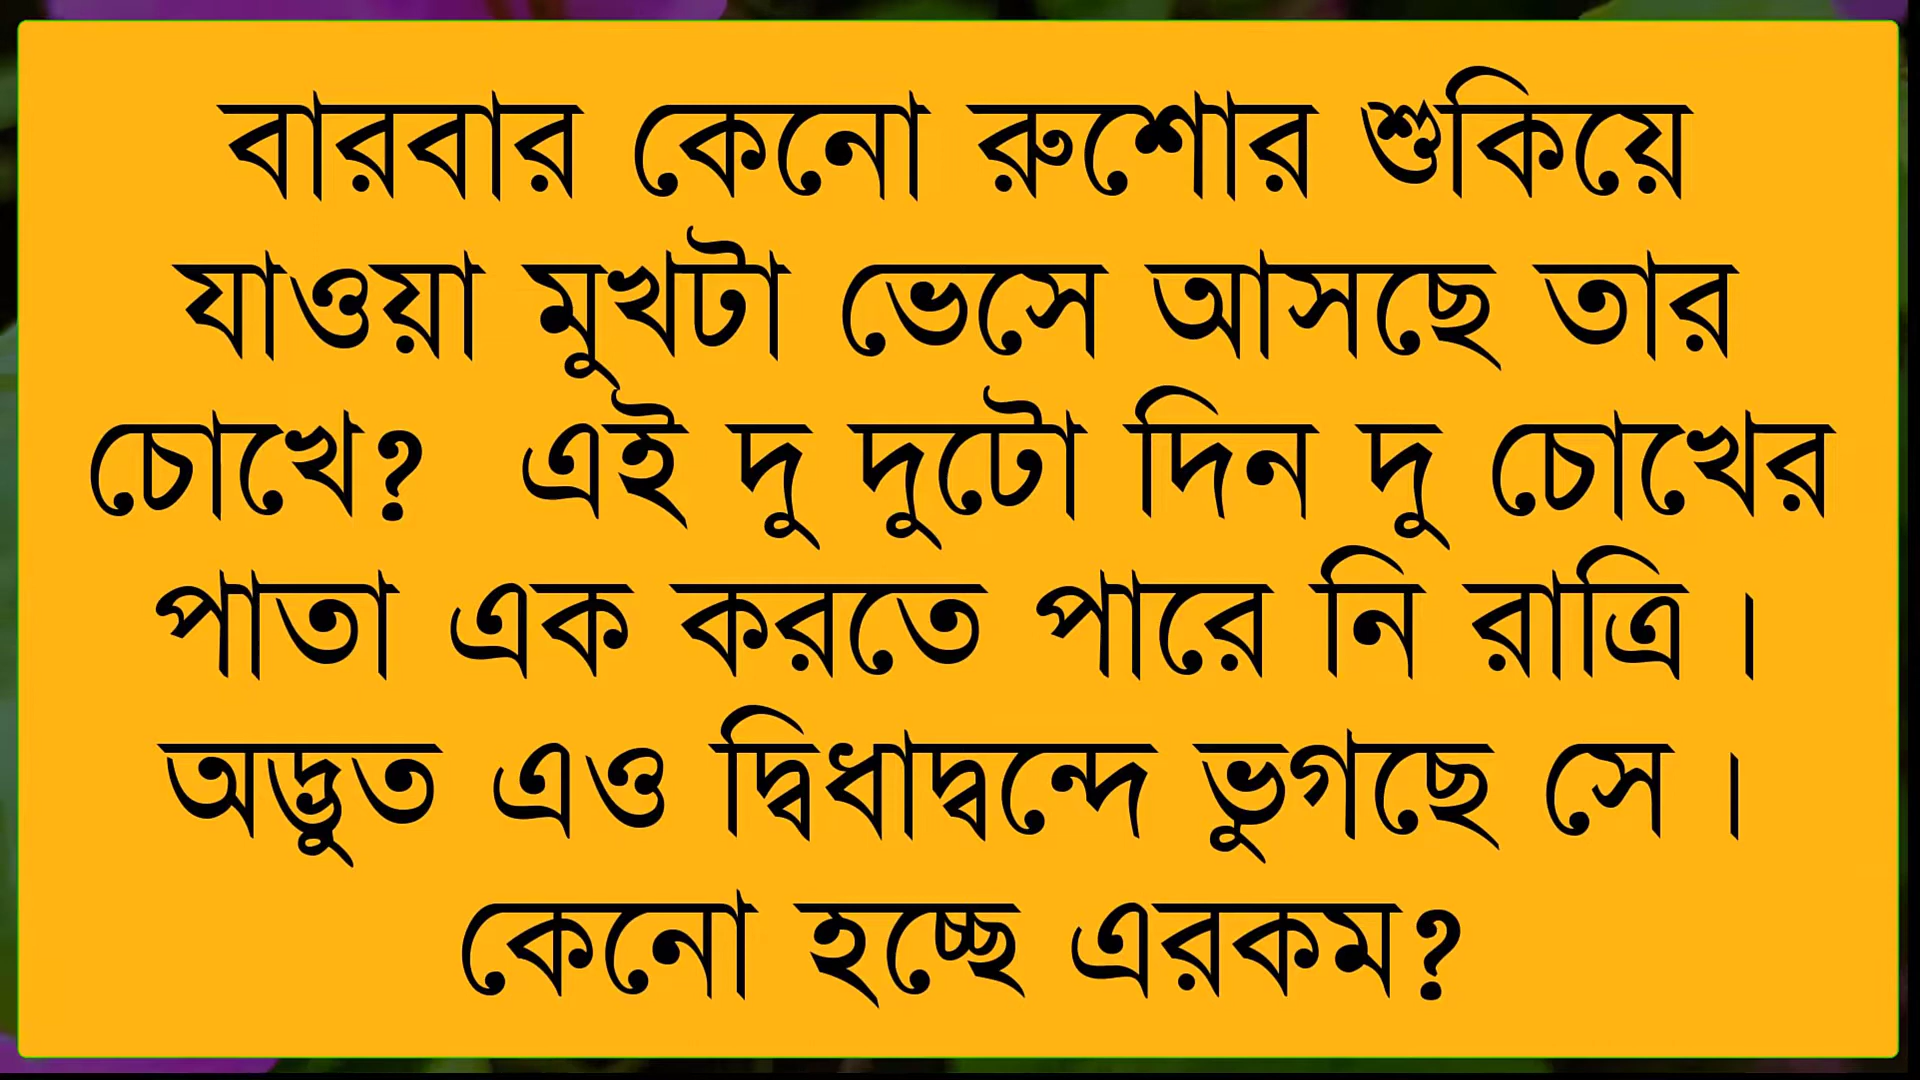 বারবার কেনো রুশোর শুকিয়ে
যাওয়া মুখটা ভেসে আসছে তার
চোখে?  এই দু দুটো দিন দু চোখের
পাতা এক করতে পারে নি রাত্রি ।
অদ্ভুত এও দ্বিধাদ্বন্দে ভুগছে সে ।
কেনো হচ্ছে এরকম?